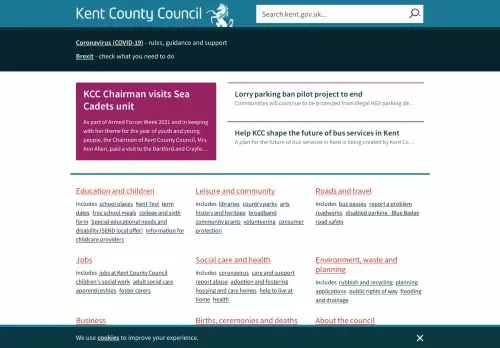 Kent County Council
Search kent.gov.uk...
Coronavirus (COVID-19) - rules, guidance and support
Brexit - check what you need to do
KCC Chairman visits Sea
Cadets unit
As part of Armed Forces Week 2021 and in keeping
with her theme for the year of youth and young
people, the Chairman of Kent County Council, Mrs
Ann Allen, paid a visit to the Dartford and Crayfo...
Lorry parking ban pilot project to end
Communities will continue to be protected from illegal HGV parking de...
Help KCC shape the future of bus services in Kent
A plan for the future of bus services in Kent is being created by Kent Co...
Education and children
Includes school places Kent Test term
dates free school meals college and sixth
form Special educational needs and
disability (SEND local offer) Information for
childcare providers
Leisure and community
Includes libraries country parks arts
history and heritage broadband
community grants volunteering consumer
protection
Roads and travel
Includes bus passes report a problem
roadworks disabled parking - Blue Badge
road safety
Jobs
Includes jobs at Kent County Council
children's social work adult social care
apprenticeships foster carers
Social care and health
Includes coronavirus care and support
report abuse adoption and fostering
housing and care homes help to live at
home health
Environment, waste and
planning
Includes rubbish and recycling planning
applications public rights of way flooding
and drainage
Business
Births, ceremonies and deaths
About the council
We use cookies to improve your experience.